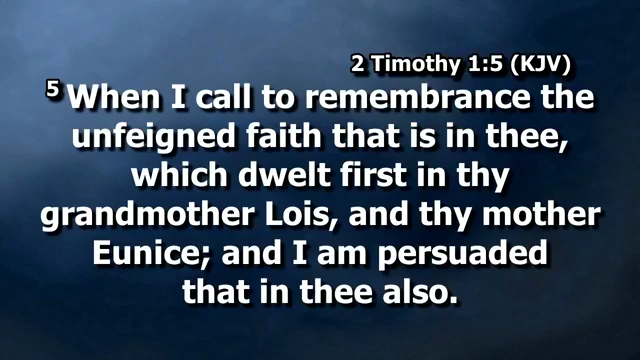 2 Timothy 1:5 (KJV)
5 When I call to remembrance the
unfeigned faith that is in thee,
which dwelt first in thy
grandmother Lois, and thy mother
Eunice; and I am persuaded
that in thee also.